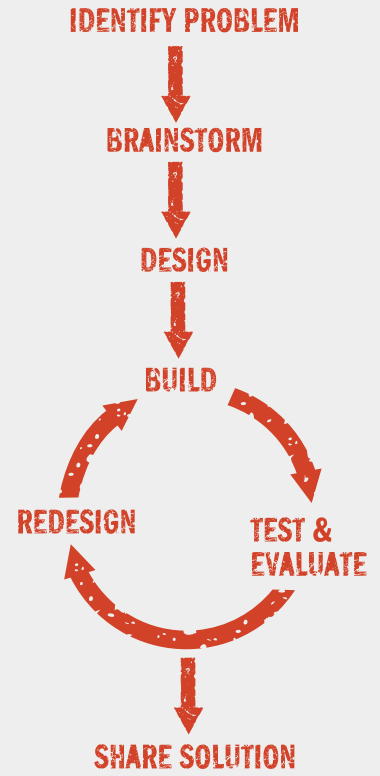 IDENTIFY PROBLEM
BRAINSTORM
DESIGN
BUILD
REDESIGN
TEST &
EVALUATE
SHARE SOLUTION